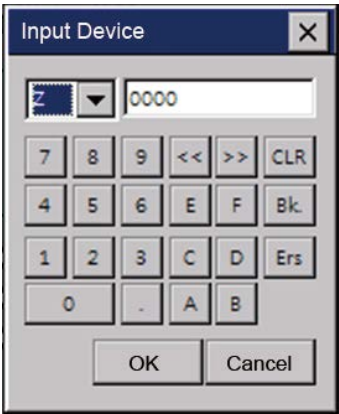 Input Device
Z 0000
7 8 9 << >> CLR
4 5 6 E F Bk.
1 2 3 C D Ers
0 . A B
OK Cancel